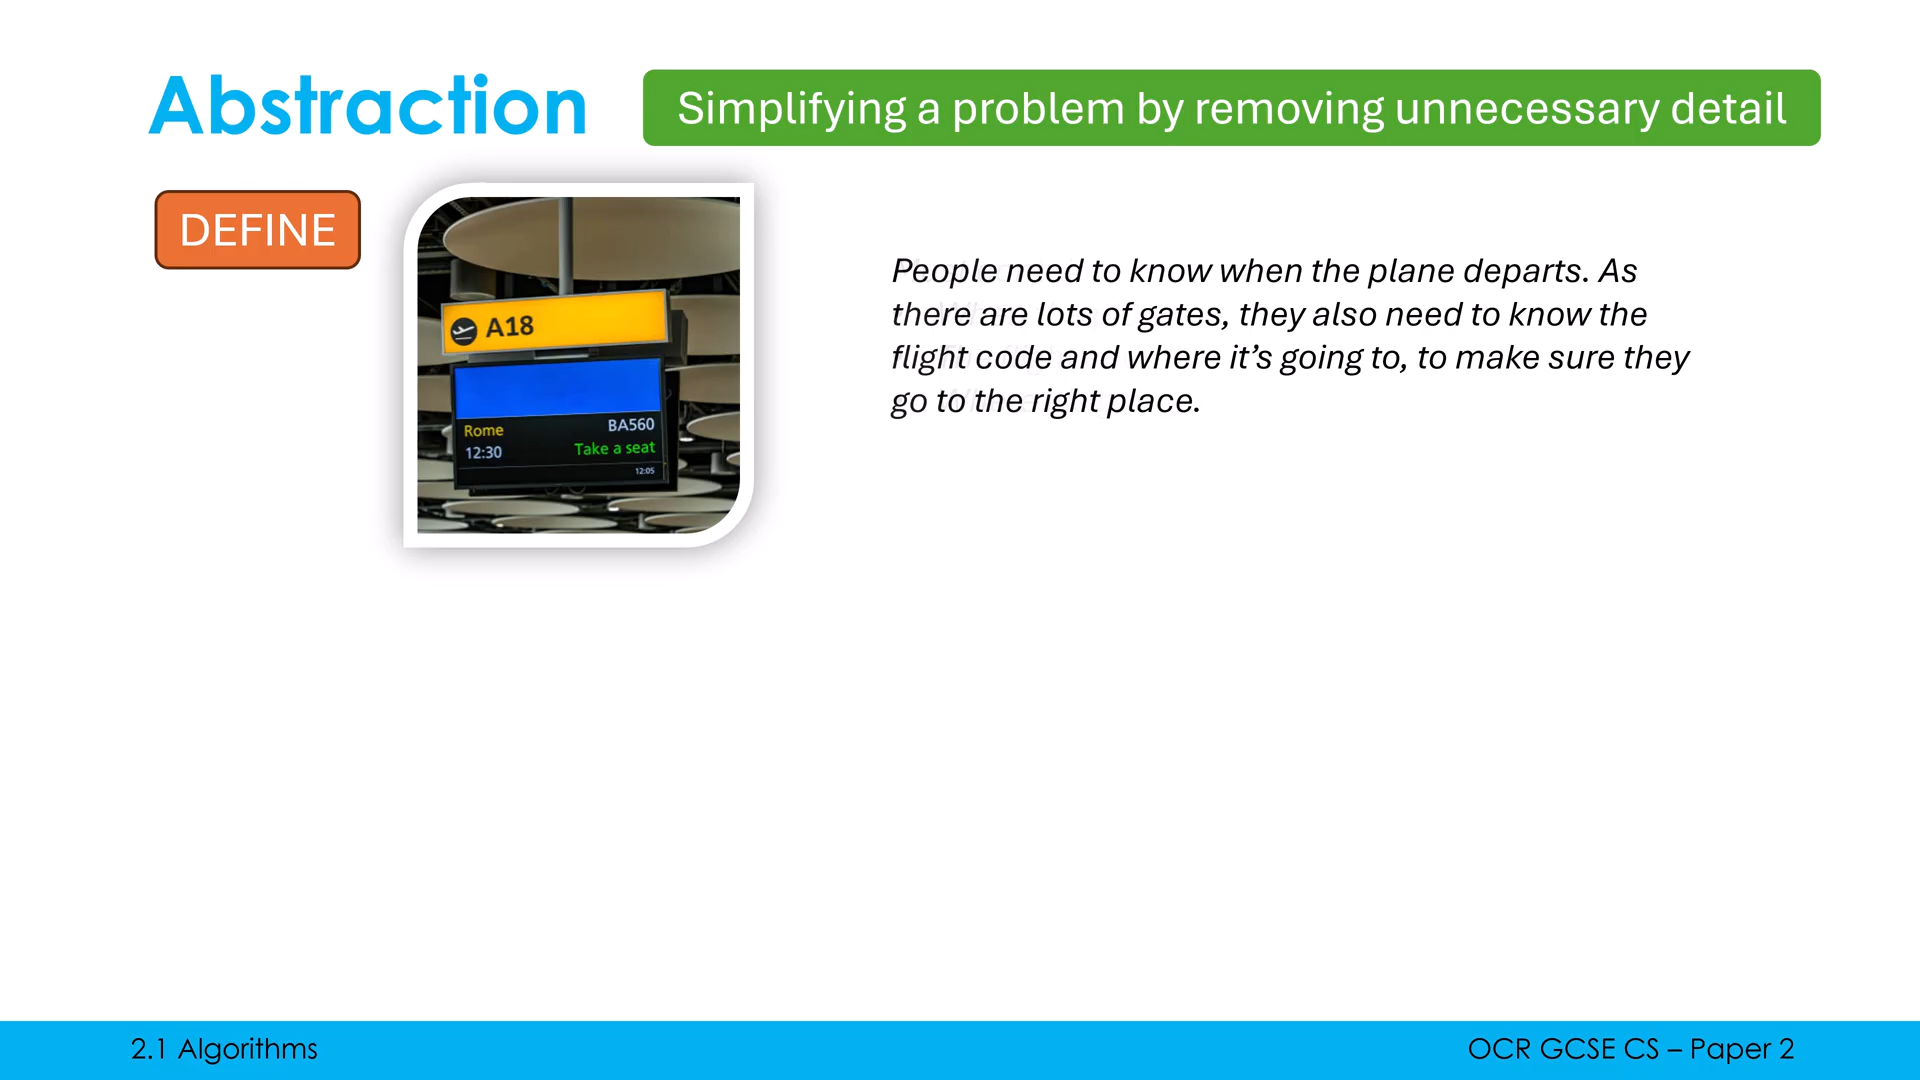 Abstraction
Simplifying a problem by removing unnecessary detail
DEFINE
A18
Rome
BA560
12:30
Take a seat
12:05
People need to know when the plane departs. As
there are lots of gates, they also need to know the
flight code and where it’s going to, to make sure they
go to the right place.
2.1 Algorithms
OCR GCSE CS – Paper 2